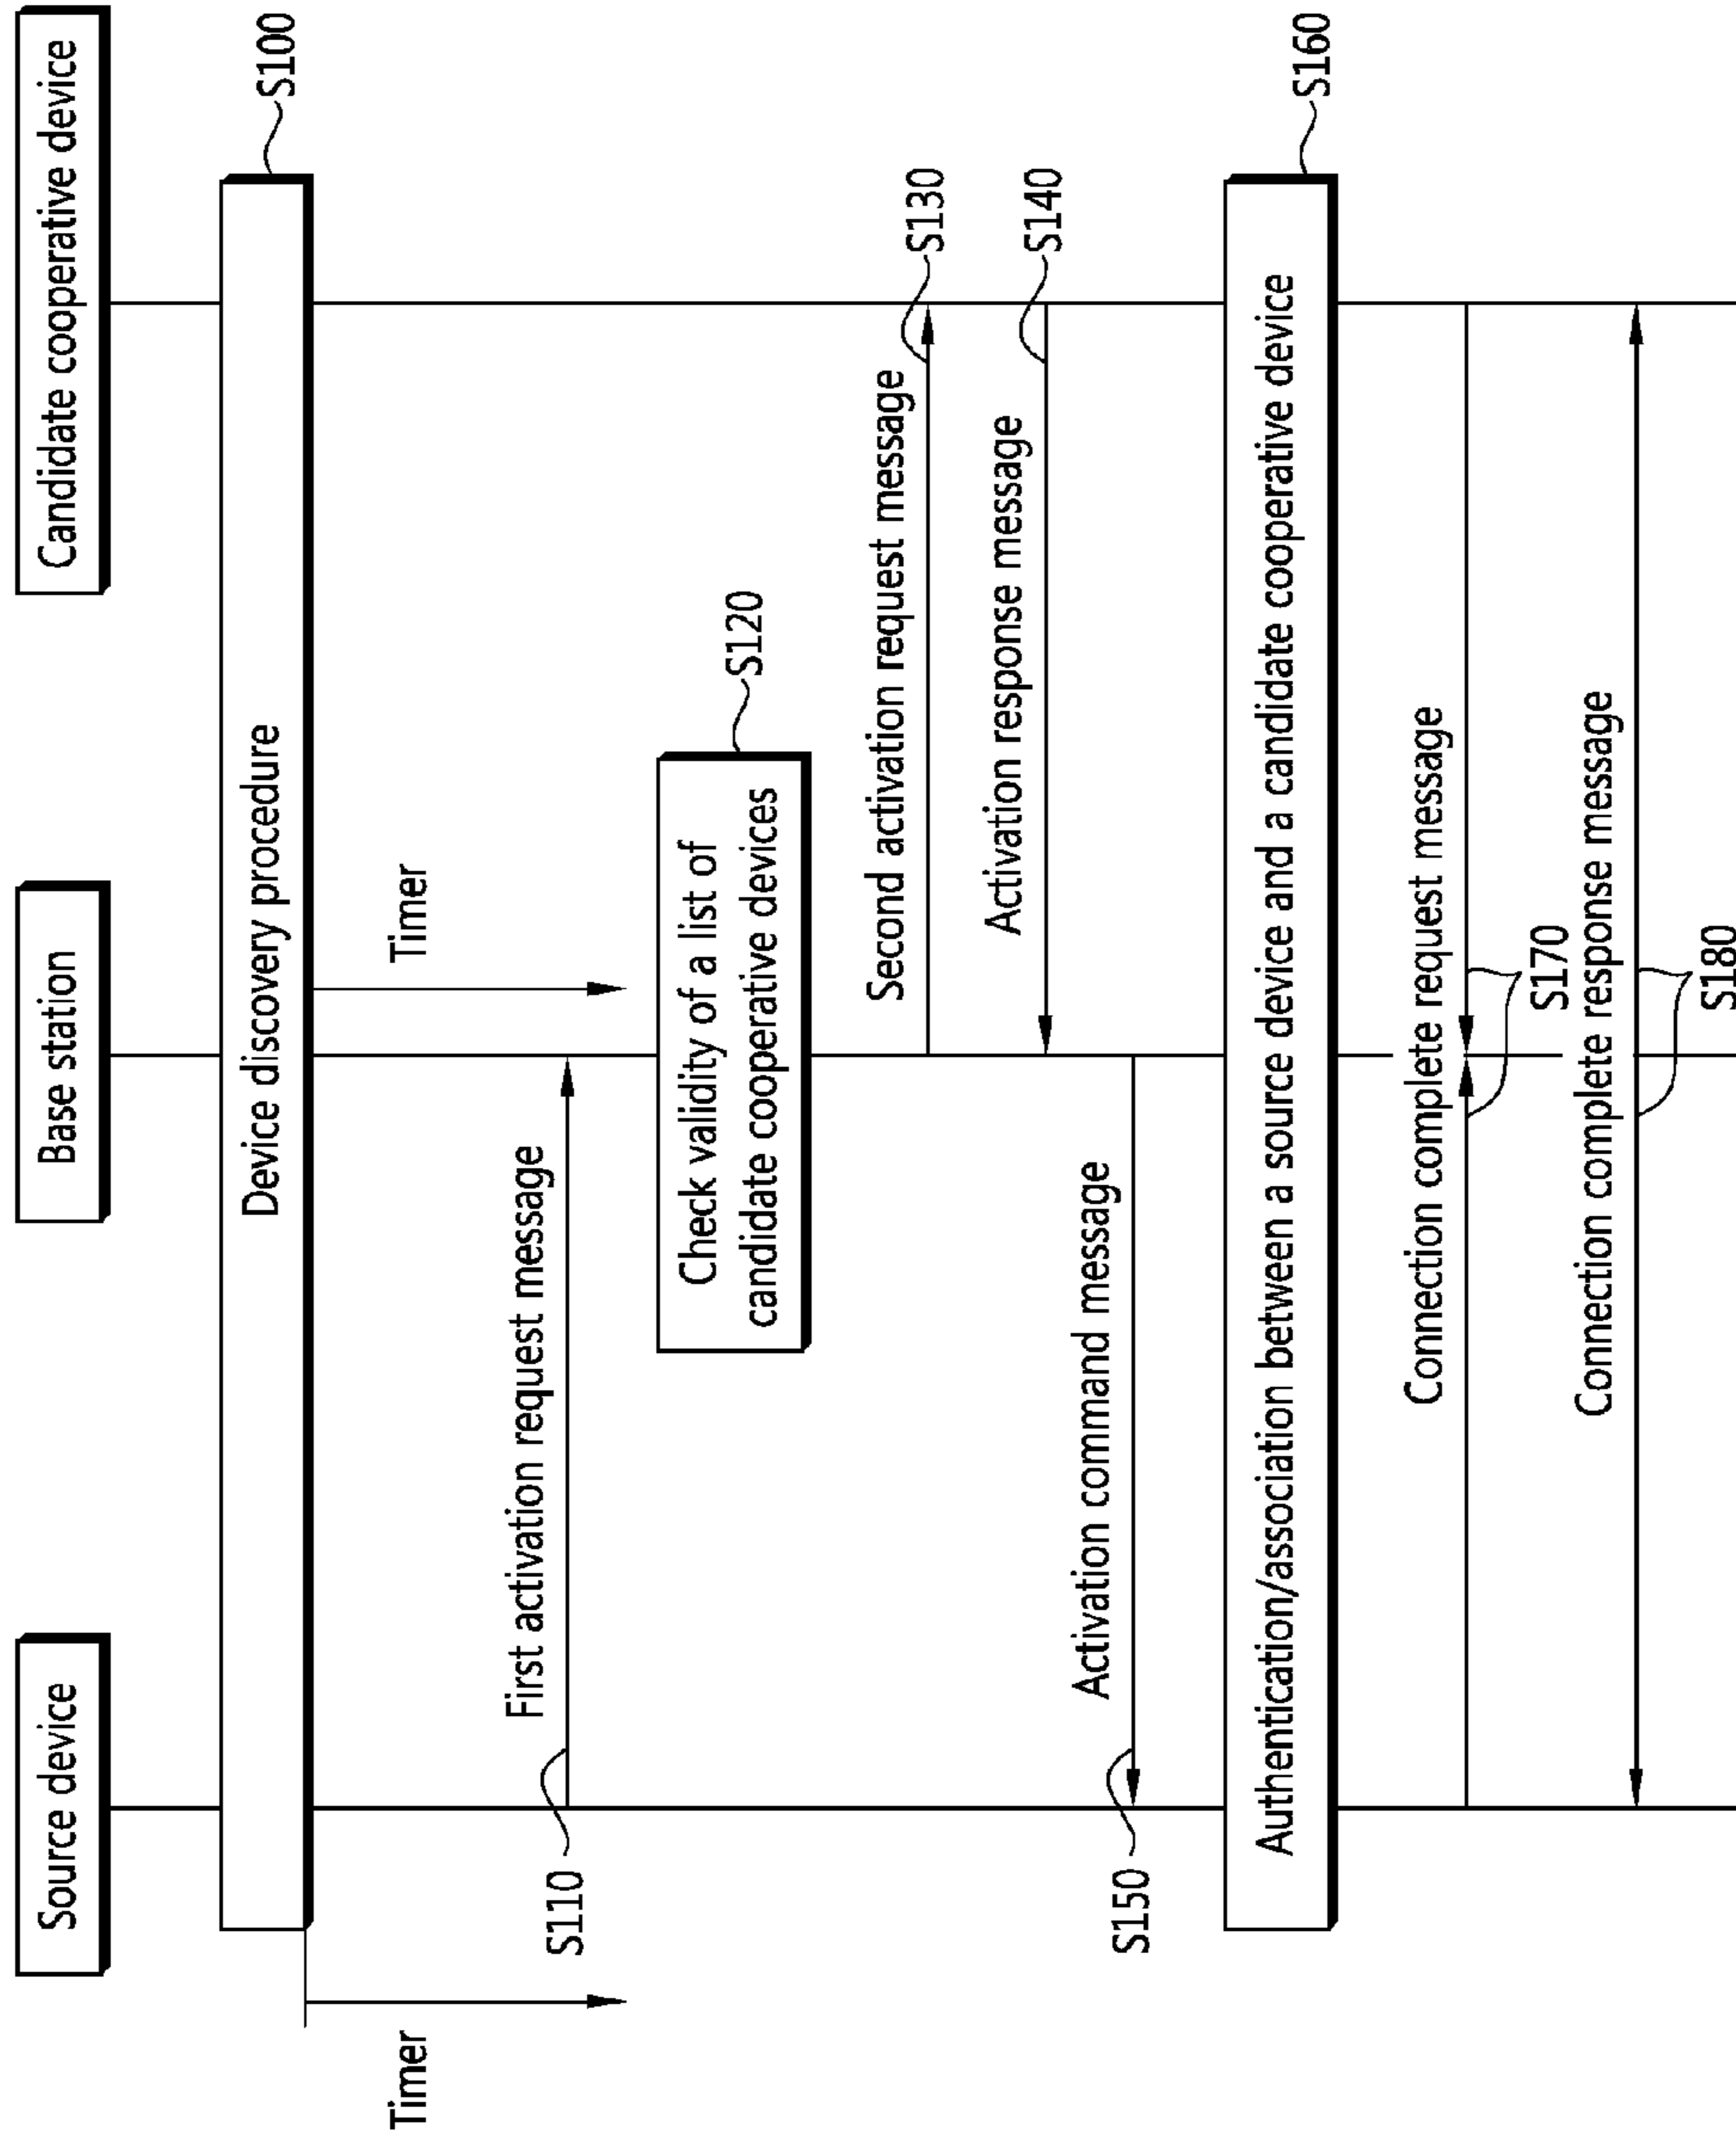 Source device
Base station
Candidate cooperative device
Device discovery procedure
S100
Timer
Timer
First activation request message
S110
Check validity of a list of
candidate cooperative devices
S120
Second activation request message
S130
Activation response message
S140
Activation command message
S150
Authentication/association between a source device and a candidate cooperative device
S160
Connection complete request message
S170
Connection complete response message
S180